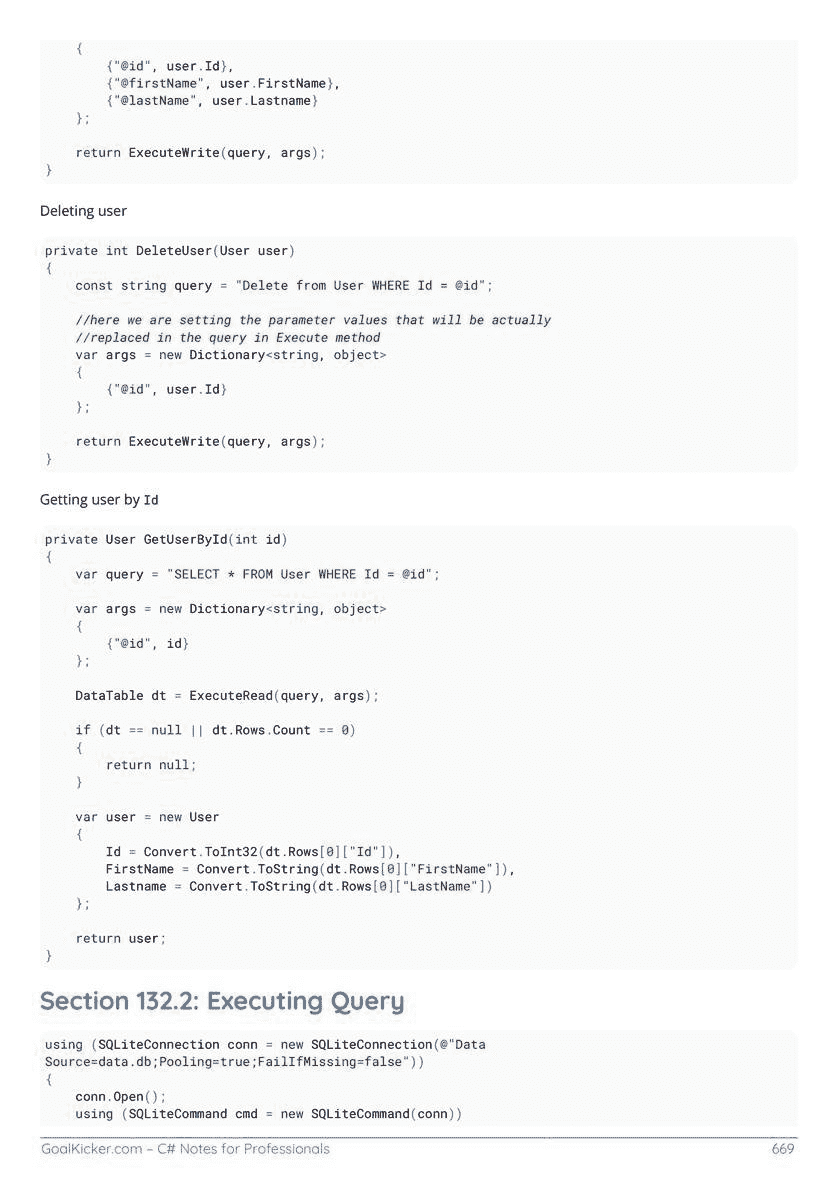 {
        {"@id", user.Id},
        {"@firstName", user.FirstName},
        {"@lastName", user.Lastname}
    };

    return ExecuteWrite(query, args);
}
Deleting user
private int DeleteUser(User user)
{
    const string query = "Delete from User WHERE Id = @id";

    //here we are setting the parameter values that will be actually
    //replaced in the query in Execute method
    var args = new Dictionary<string, object>
    {
        {"@id", user.Id}
    };

    return ExecuteWrite(query, args);
}
Getting user by Id
private User GetUserById(int id)
{
    var query = "SELECT * FROM User WHERE Id = @id";

    var args = new Dictionary<string, object>
    {
        {"@id", id}
    };

    DataTable dt = ExecuteRead(query, args);

    if (dt == null || dt.Rows.Count == 0)
    {
        return null;
    }

    var user = new User
    {
        Id = Convert.ToInt32(dt.Rows[0]["Id"]),
        FirstName = Convert.ToString(dt.Rows[0]["FirstName"]),
        Lastname = Convert.ToString(dt.Rows[0]["LastName"])
    };

    return user;
}
Section 132.2: Executing Query
using (SQLiteConnection conn = new SQLiteConnection(@"Data
Source=data.db;Pooling=true;FailIfMissing=false"))
{
    conn.Open();
    using (SQLiteCommand cmd = new SQLiteCommand(conn))
GoalKicker.com – C# Notes for Professionals 669